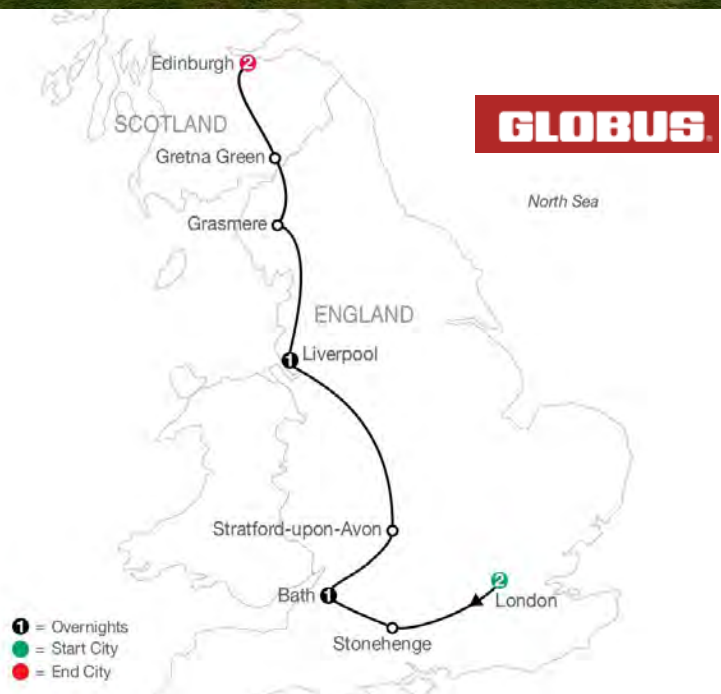 Edinburgh 2
SCOTLAND
GLOBUS.
Gretna Green
North Sea
Grasmere
ENGLAND
1 Liverpool
Stratford-upon-Avon
2
Bath 1
London
Stonehenge
1 = Overnights
= Start City
= End City